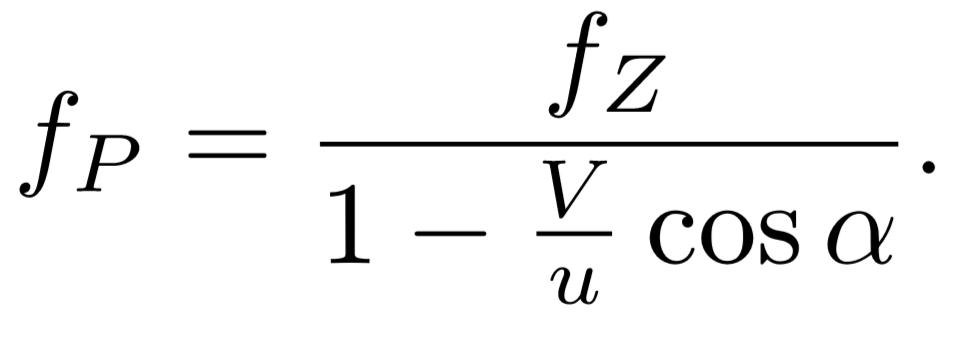 f_P = \frac{f_Z}{1 - \frac{V}{u} \cos \alpha}.